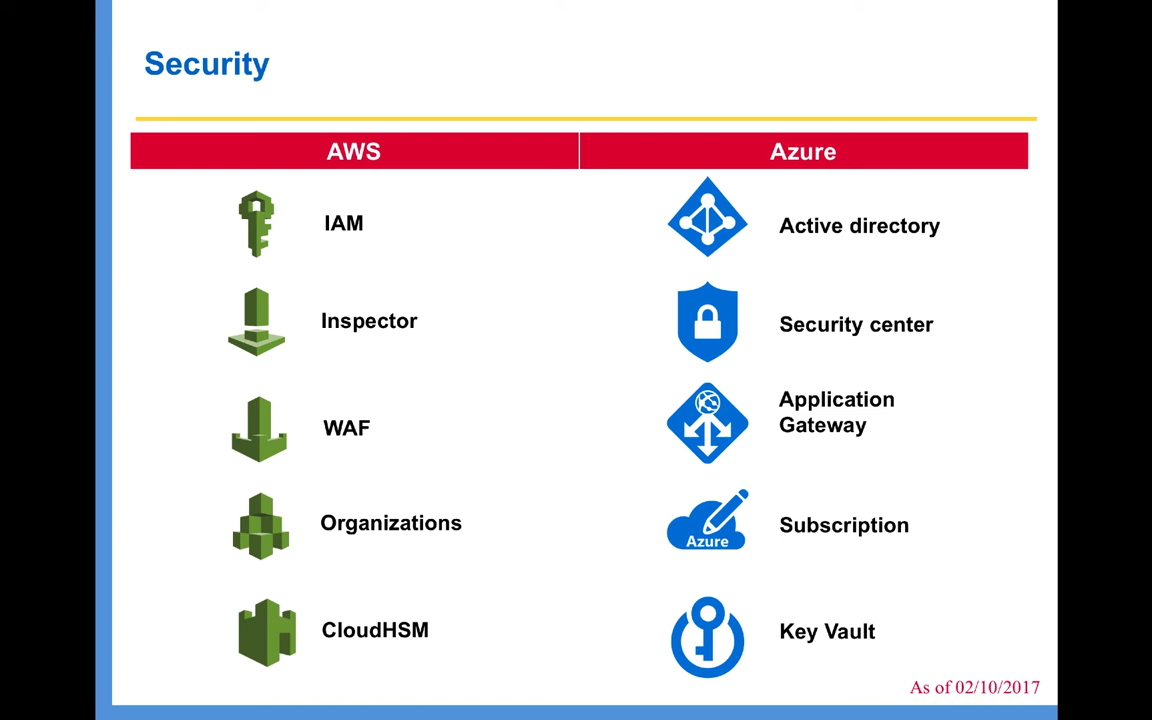 Security
AWS
Azure
IAM
Active directory
Inspector
Security center
WAF
Application
Gateway
Organizations
Azure
Subscription
CloudHSM
Key Vault
As of 02/10/2017